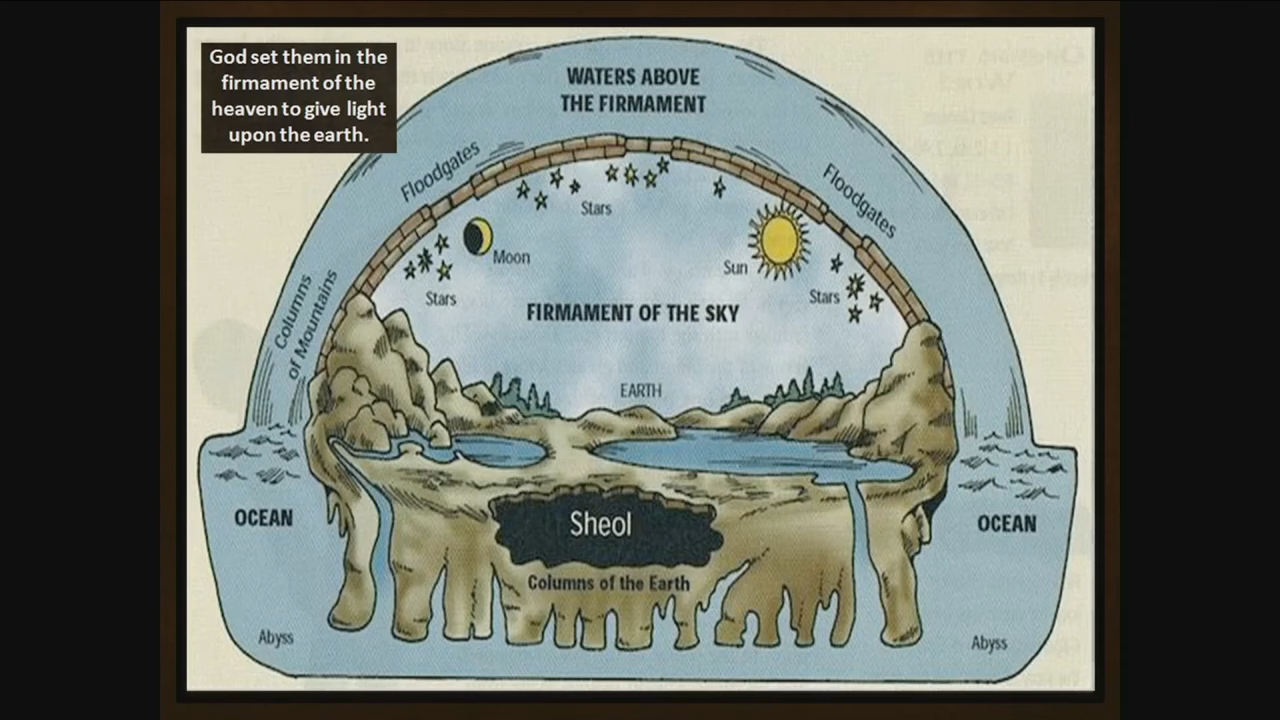 God set them in the
firmament of the
heaven to give light
upon the earth.
WATERS ABOVE
THE FIRMAMENT
Floodgates
Floodgates
Stars
Moon
Sun
Stars
Stars
Columns
of Mountains
FIRMAMENT OF THE SKY
EARTH
OCEAN
Sheol
OCEAN
Columns of the Earth
Abyss
Abyss